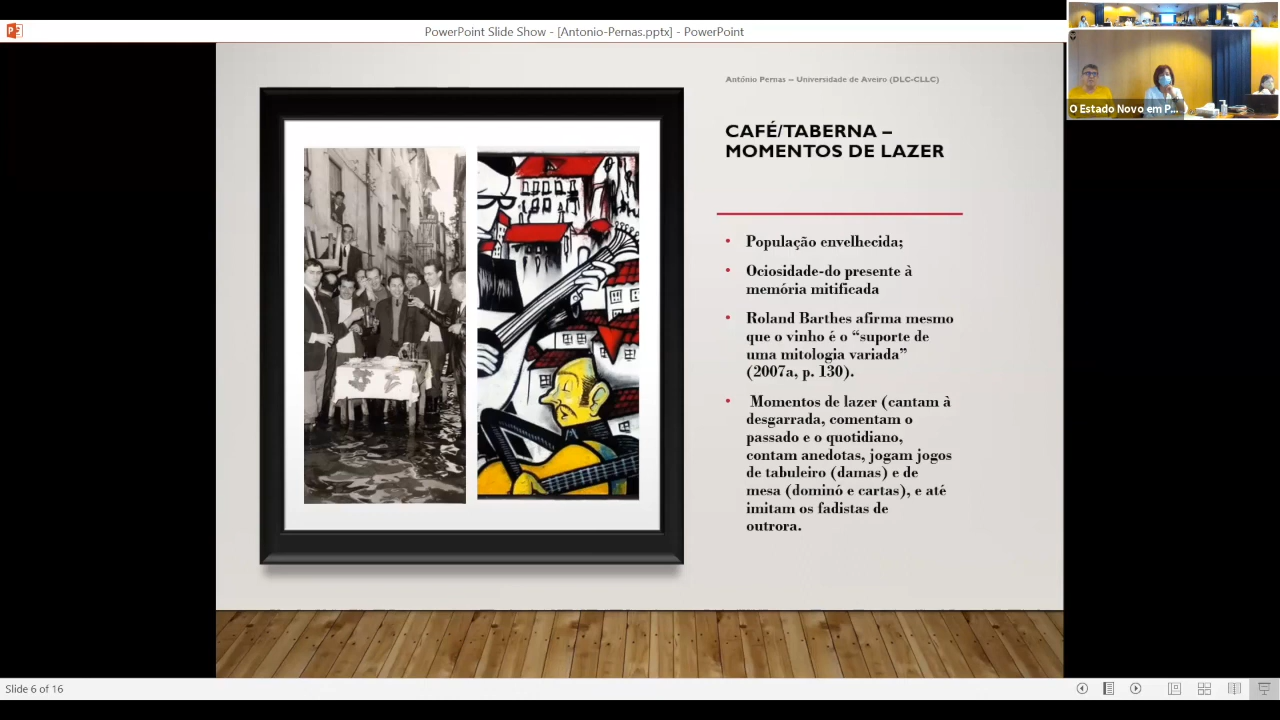 PowerPoint Slide Show - [Antonio-Pernas.pptx] - PowerPoint
O Estado Novo em P...
António Pernas – Universidade de Aveiro (DLC-CLLC)
CAFÉ/TABERNA –
MOMENTOS DE LAZER
• População envelhecida;
• Ociosidade-do presente à
memória mitificada
• Roland Barthes afirma mesmo
que o vinho é o “suporte de
uma mitologia variada”
(2007a, p. 130).
• Momentos de lazer (cantam à
desgarrada, comentam o
passado e o quotidiano,
contam anedotas, jogam jogos
de tabuleiro (damas) e de
mesa (dominó e cartas), e até
imitam os fadistas de
outrora.
Slide 6 of 16